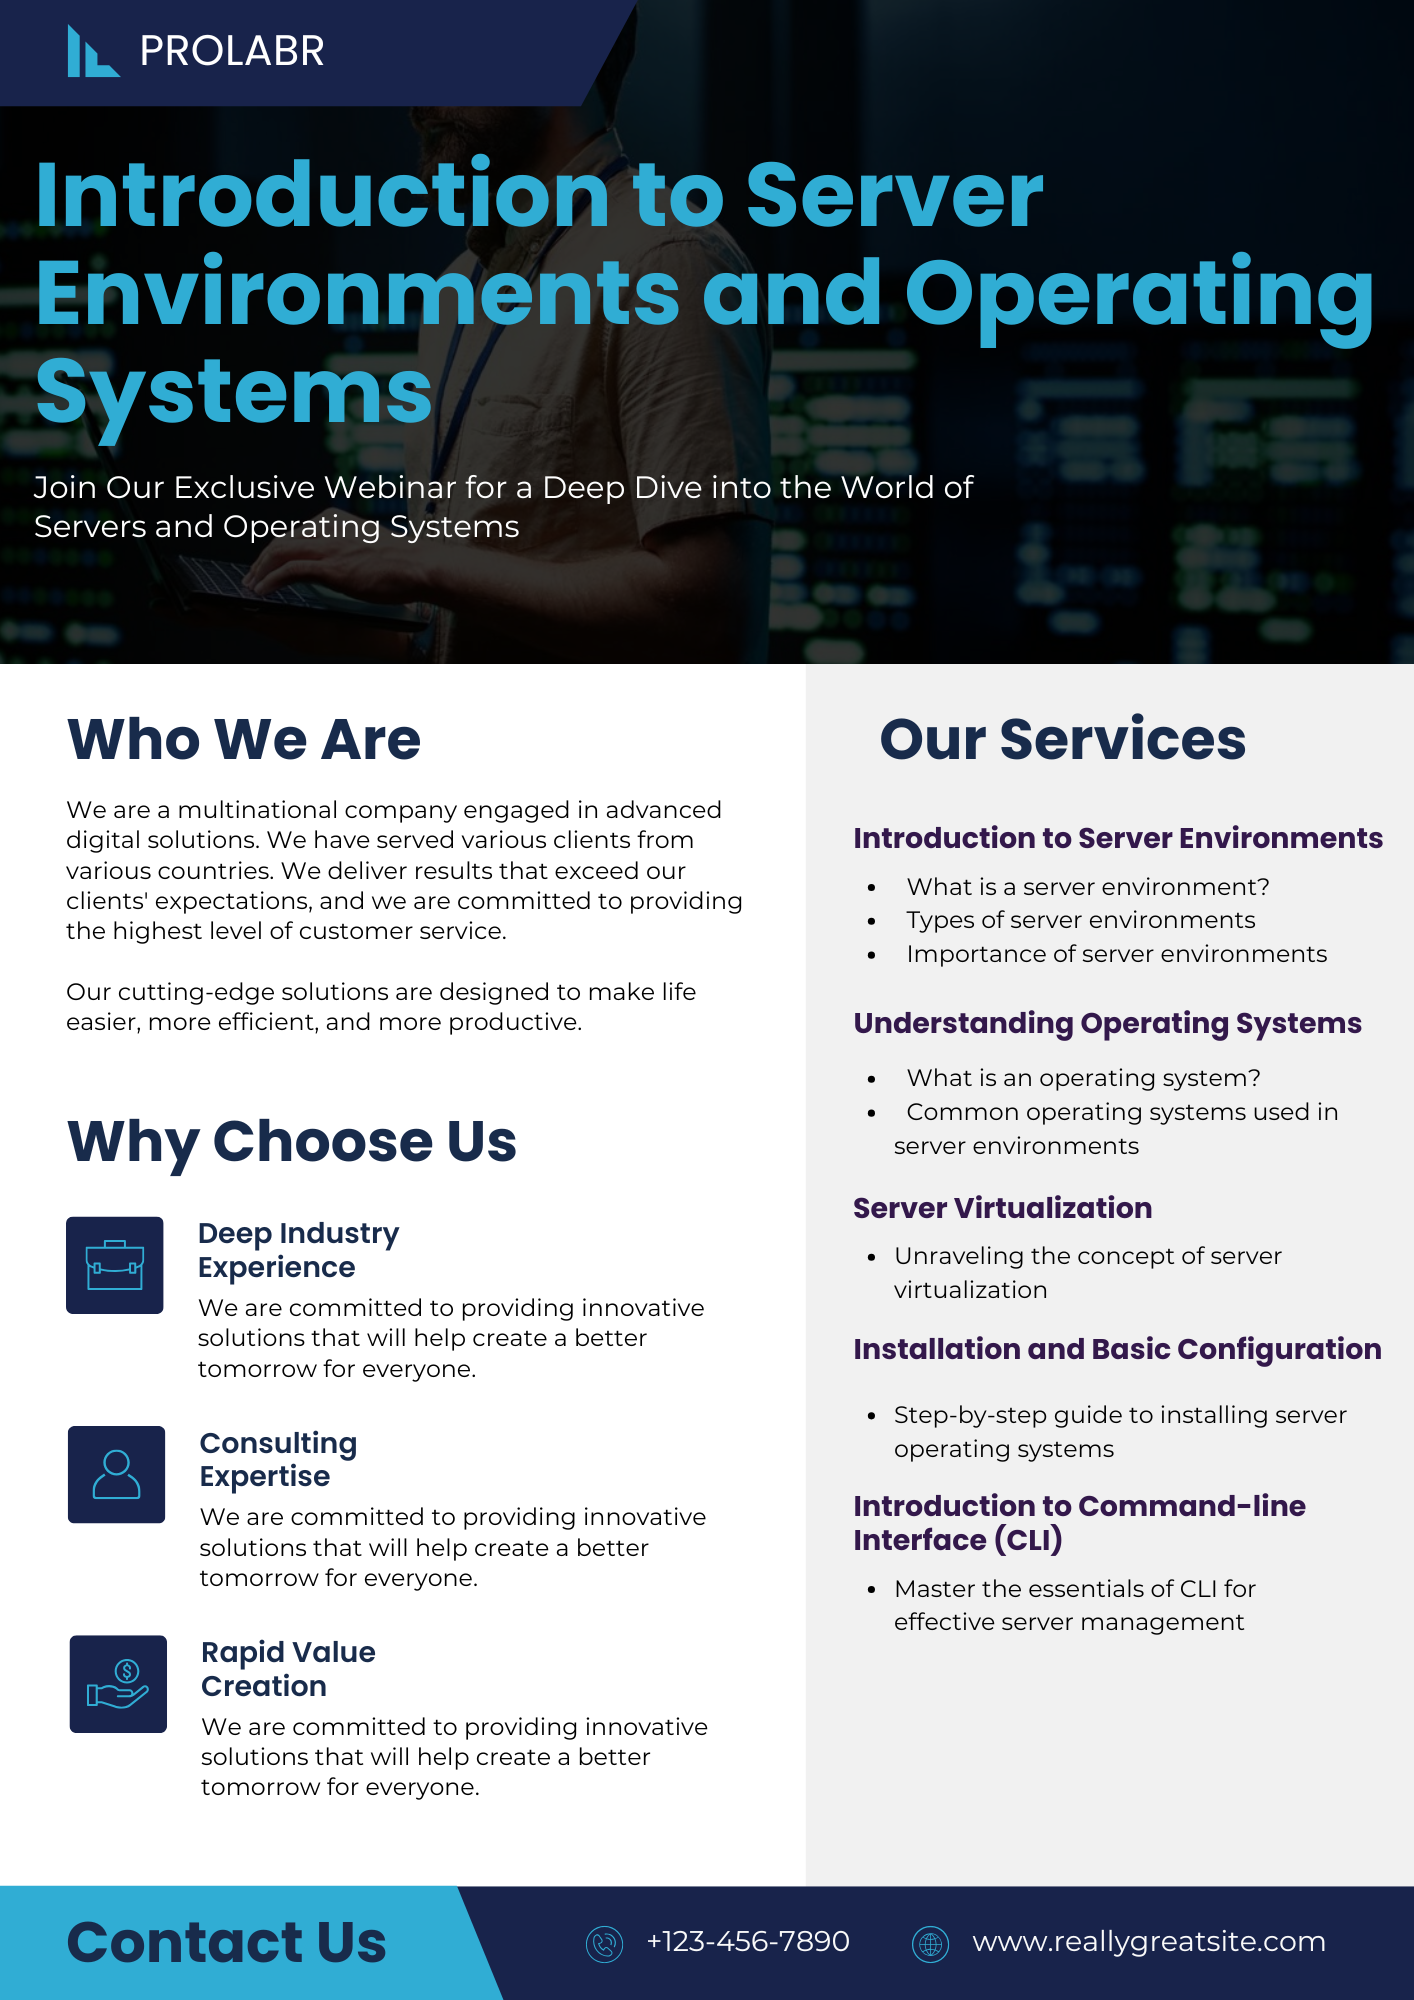 PROLABR
Introduction to Server
Environments and Operating
Systems
Join Our Exclusive Webinar for a Deep Dive into the World of
Servers and Operating Systems
Who We Are
We are a multinational company engaged in advanced
digital solutions. We have served various clients from
various countries. We deliver results that exceed our
clients' expectations, and we are committed to providing
the highest level of customer service.
Our cutting-edge solutions are designed to make life
easier, more efficient, and more productive.
Why Choose Us
Deep Industry
Experience
We are committed to providing innovative
solutions that will help create a better
tomorrow for everyone.
Consulting
Expertise
We are committed to providing innovative
solutions that will help create a better
tomorrow for everyone.
Rapid Value
Creation
We are committed to providing innovative
solutions that will help create a better
tomorrow for everyone.
Our Services
Introduction to Server Environments
• What is a server environment?
• Types of server environments
• Importance of server environments
Understanding Operating Systems
• What is an operating system?
• Common operating systems used in
server environments
Server Virtualization
• Unraveling the concept of server
virtualization
Installation and Basic Configuration
• Step-by-step guide to installing server
operating systems
Introduction to Command-line
Interface (CLI)
• Master the essentials of CLI for
effective server management
Contact Us
+123-456-7890
www.reallygreatsite.com